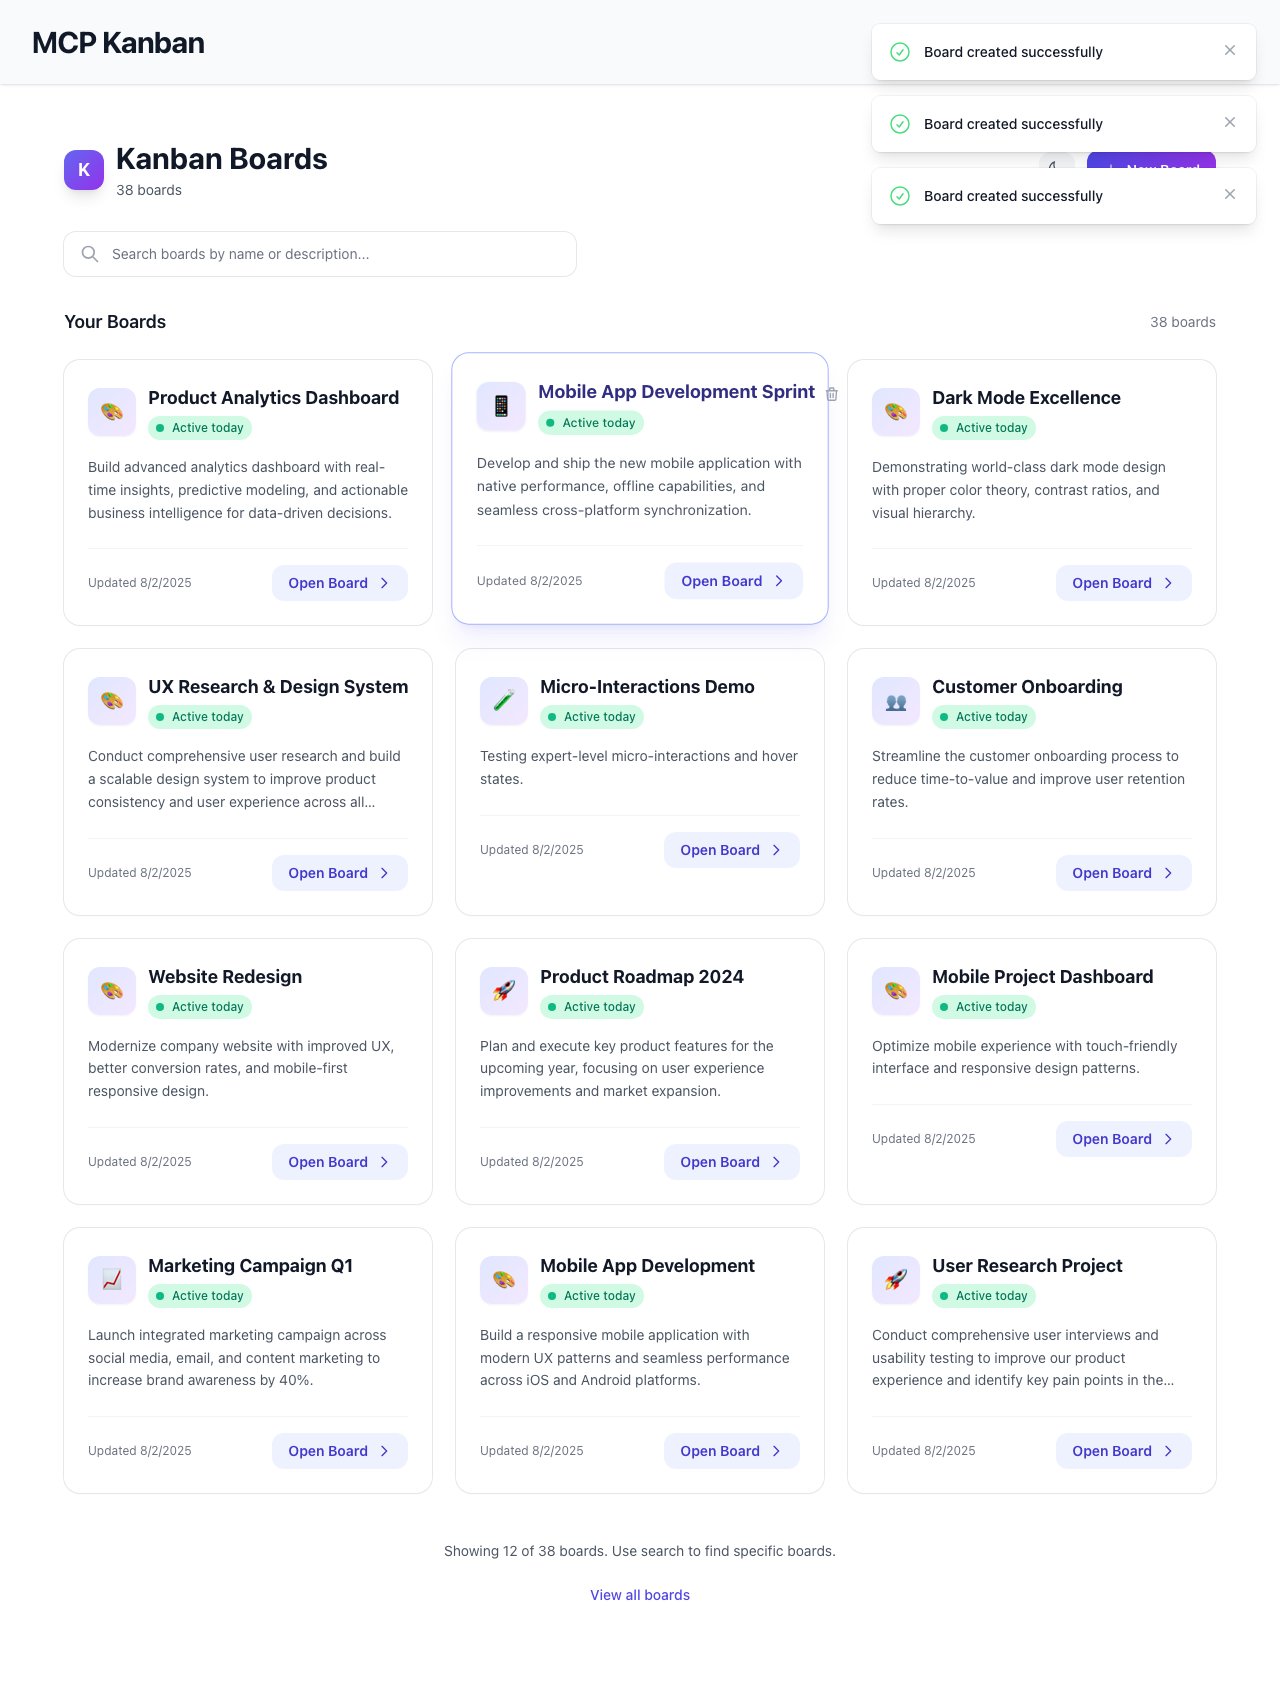 MCP Kanban
Board created successfully
Board created successfully
Board created successfully
K
Kanban Boards
38 boards
New Board
Search boards by name or description...
Your Boards
38 boards
Product Analytics Dashboard
Active today
Build advanced analytics dashboard with real-
time insights, predictive modeling, and actionable
business intelligence for data-driven decisions.
Updated 8/2/2025
Open Board
Mobile App Development Sprint
Active today
Develop and ship the new mobile application with
native performance, offline capabilities, and
seamless cross-platform synchronization.
Updated 8/2/2025
Open Board
Dark Mode Excellence
Active today
Demonstrating world-class dark mode design
with proper color theory, contrast ratios, and
visual hierarchy.
Updated 8/2/2025
Open Board
UX Research & Design System
Active today
Conduct comprehensive user research and build
a scalable design system to improve product
consistency and user experience across all...
Updated 8/2/2025
Open Board
Micro-Interactions Demo
Active today
Testing expert-level micro-interactions and hover
states.
Updated 8/2/2025
Open Board
Customer Onboarding
Active today
Streamline the customer onboarding process to
reduce time-to-value and improve user retention
rates.
Updated 8/2/2025
Open Board
Website Redesign
Active today
Modernize company website with improved UX,
better conversion rates, and mobile-first
responsive design.
Updated 8/2/2025
Open Board
Product Roadmap 2024
Active today
Plan and execute key product features for the
upcoming year, focusing on user experience
improvements and market expansion.
Updated 8/2/2025
Open Board
Mobile Project Dashboard
Active today
Optimize mobile experience with touch-friendly
interface and responsive design patterns.
Updated 8/2/2025
Open Board
Marketing Campaign Q1
Active today
Launch integrated marketing campaign across
social media, email, and content marketing to
increase brand awareness by 40%.
Updated 8/2/2025
Open Board
Mobile App Development
Active today
Build a responsive mobile application with
modern UX patterns and seamless performance
across iOS and Android platforms.
Updated 8/2/2025
Open Board
User Research Project
Active today
Conduct comprehensive user interviews and
usability testing to improve our product
experience and identify key pain points in the...
Updated 8/2/2025
Open Board
Showing 12 of 38 boards. Use search to find specific boards.
View all boards